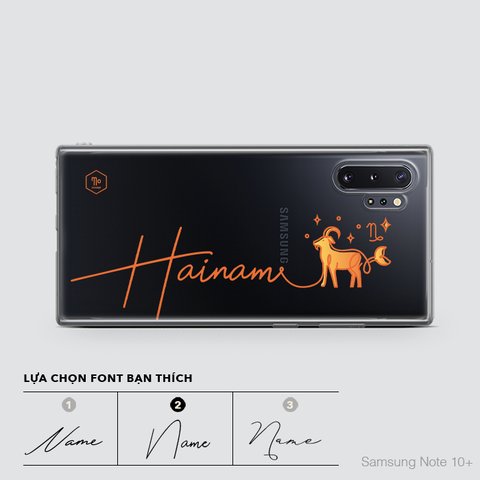 Hainam
SAMSUNG
LỰA CHỌN FONT BẠN THÍCH
1 2 3
Name Name Name
Samsung Note 10+